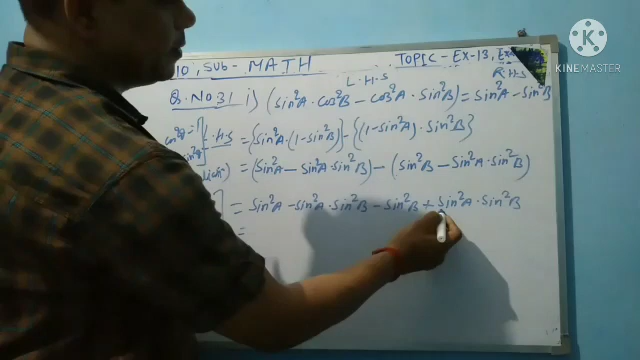 10, SUB- MATH TOPIC - EX-13,
KINEMASTER
L.H.S R.H.S
Q.NO.31 i) (Sin²A · Cos²B - Cos²A · Sin²B) = Sin²A - Sin²B
L.H.S = {Sin²A · (1-Sin²B)} - {(1-Sin²A) · Sin²B}
= (Sin²A - Sin²A · Sin²B) - (Sin²B - Sin²A · Sin²B)
= Sin²A - Sin²A · Sin²B - Sin²B + Sin²A · Sin²B
=